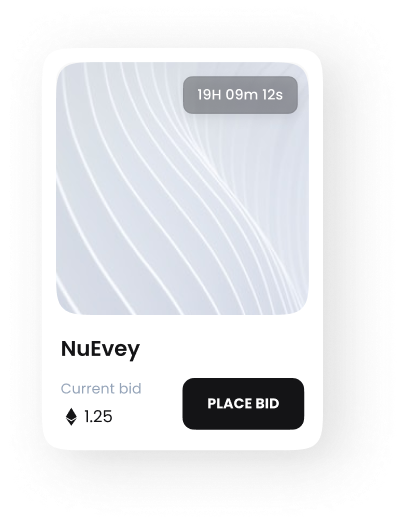 19H 09m 12s
NuEvey
Current bid
1.25
PLACE BID